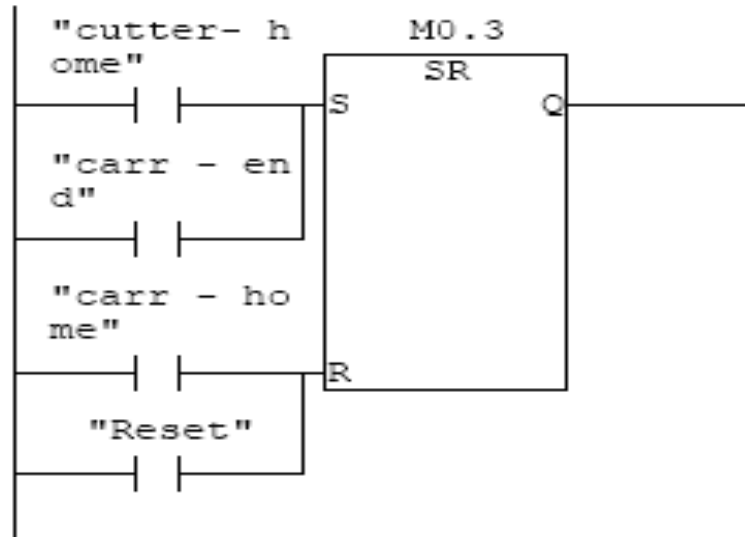 "cutter- h
ome"
M0.3
SR
S
Q
"carr - en
d"
"carr - ho
me"
R
"Reset"